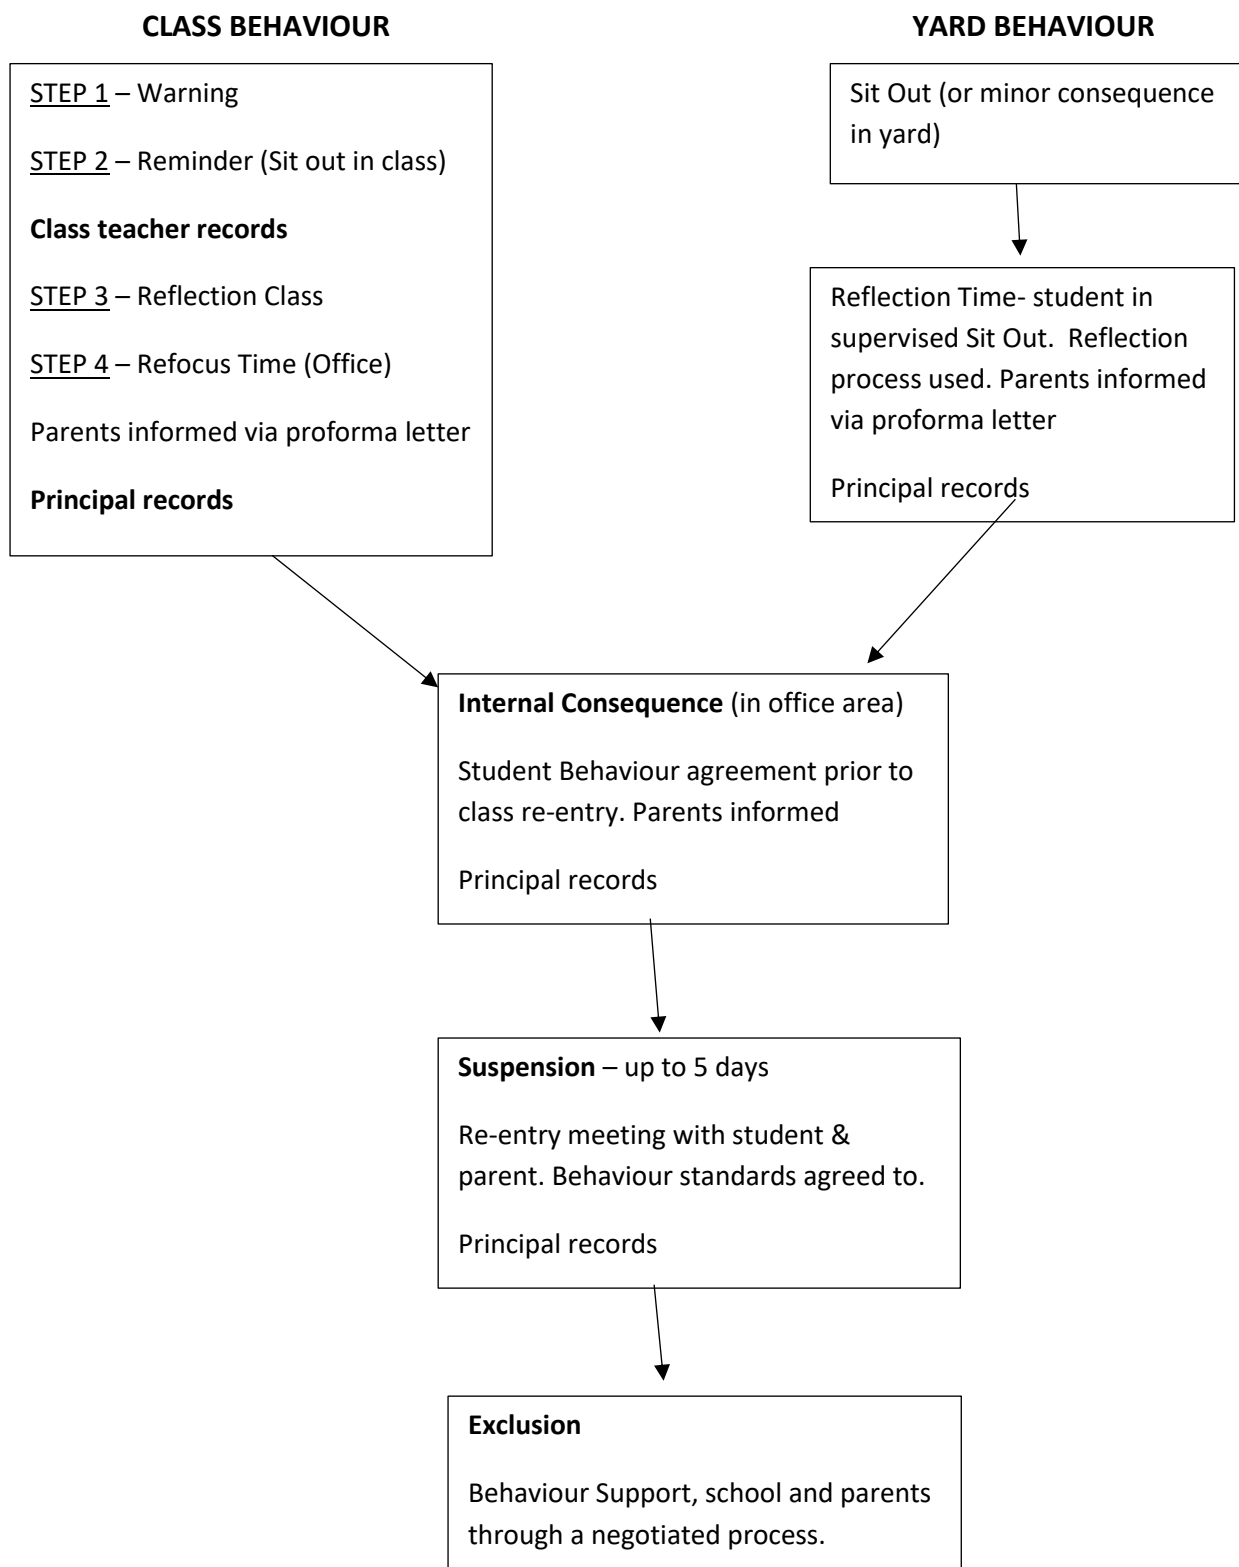 CLASS BEHAVIOUR
STEP 1 – Warning
STEP 2 – Reminder (Sit out in class)
Class teacher records
STEP 3 – Reflection Class
STEP 4 – Refocus Time (Office)
Parents informed via proforma letter
Principal records
YARD BEHAVIOUR
Sit Out (or minor consequence
in yard)
Reflection Time- student in
supervised Sit Out.  Reflection
process used. Parents informed
via proforma letter
Principal records
Internal Consequence (in office area)
Student Behaviour agreement prior to
class re-entry. Parents informed
Principal records
Suspension – up to 5 days
Re-entry meeting with student &
parent. Behaviour standards agreed to.
Principal records
Exclusion
Behaviour Support, school and parents
through a negotiated process.